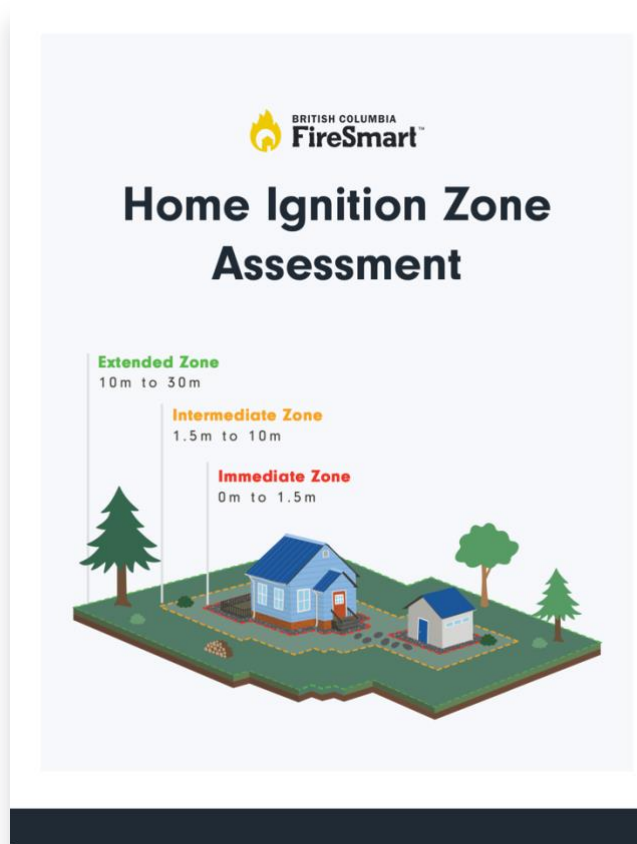 BRITISH COLUMBIA
FireSmart™
Home Ignition Zone
Assessment
Extended Zone
10m to 30m
Intermediate Zone
1.5m to 10m
Immediate Zone
0m to 1.5m